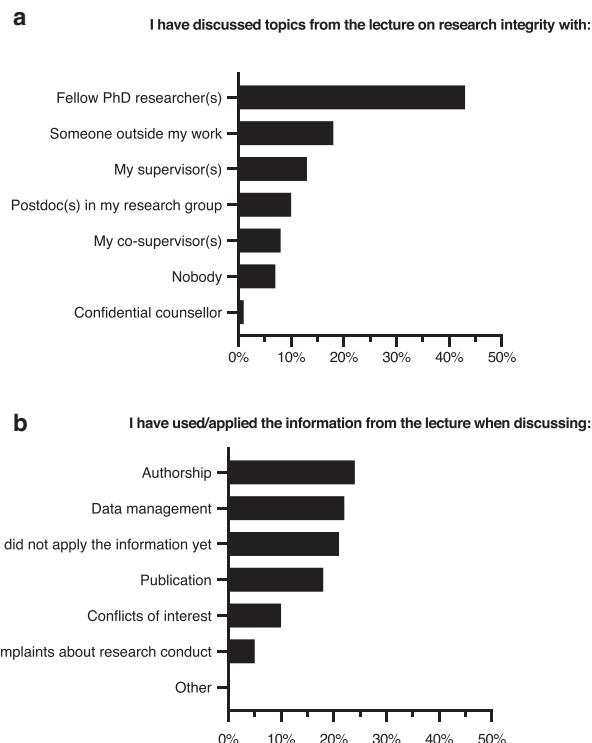 a
I have discussed topics from the lecture on research integrity with:
Fellow PhD researcher(s)
Someone outside my work
My supervisor(s)
Postdoc(s) in my research group
My co-supervisor(s)
Nobody
Confidential counsellor
0% 10% 20% 30% 40% 50%
b
I have used/applied the information from the lecture when discussing:
Authorship
Data management
did not apply the information yet
Publication
Conflicts of interest
mplaints about research conduct
Other
0% 10% 20% 30% 40% 50%